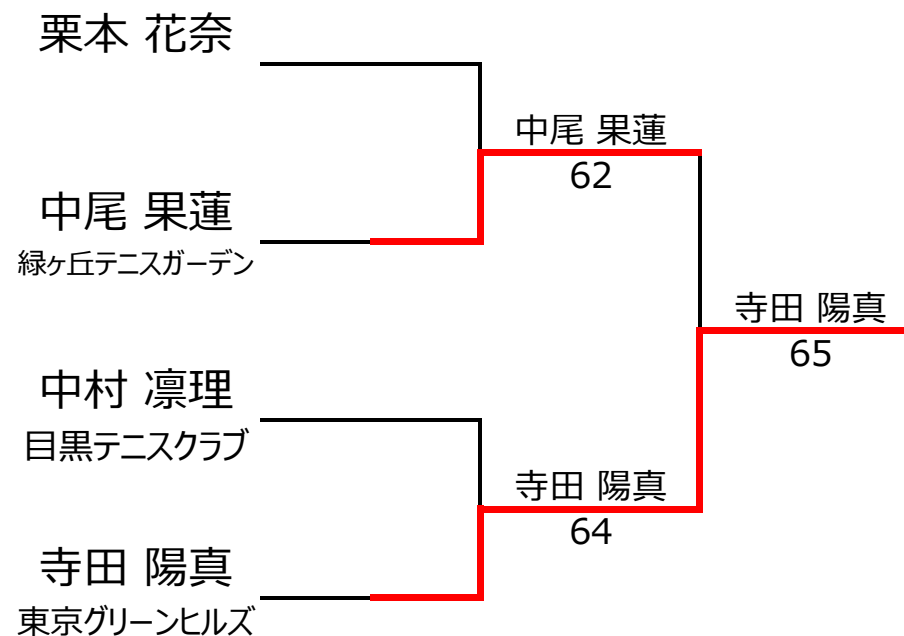 栗本 花奈
中尾 果蓮
62
中尾 果蓮
緑ヶ丘テニスガーデン
寺田 陽真
65
中村 凛理
目黒テニスクラブ
寺田 陽真
64
寺田 陽真
東京グリーンヒルズ